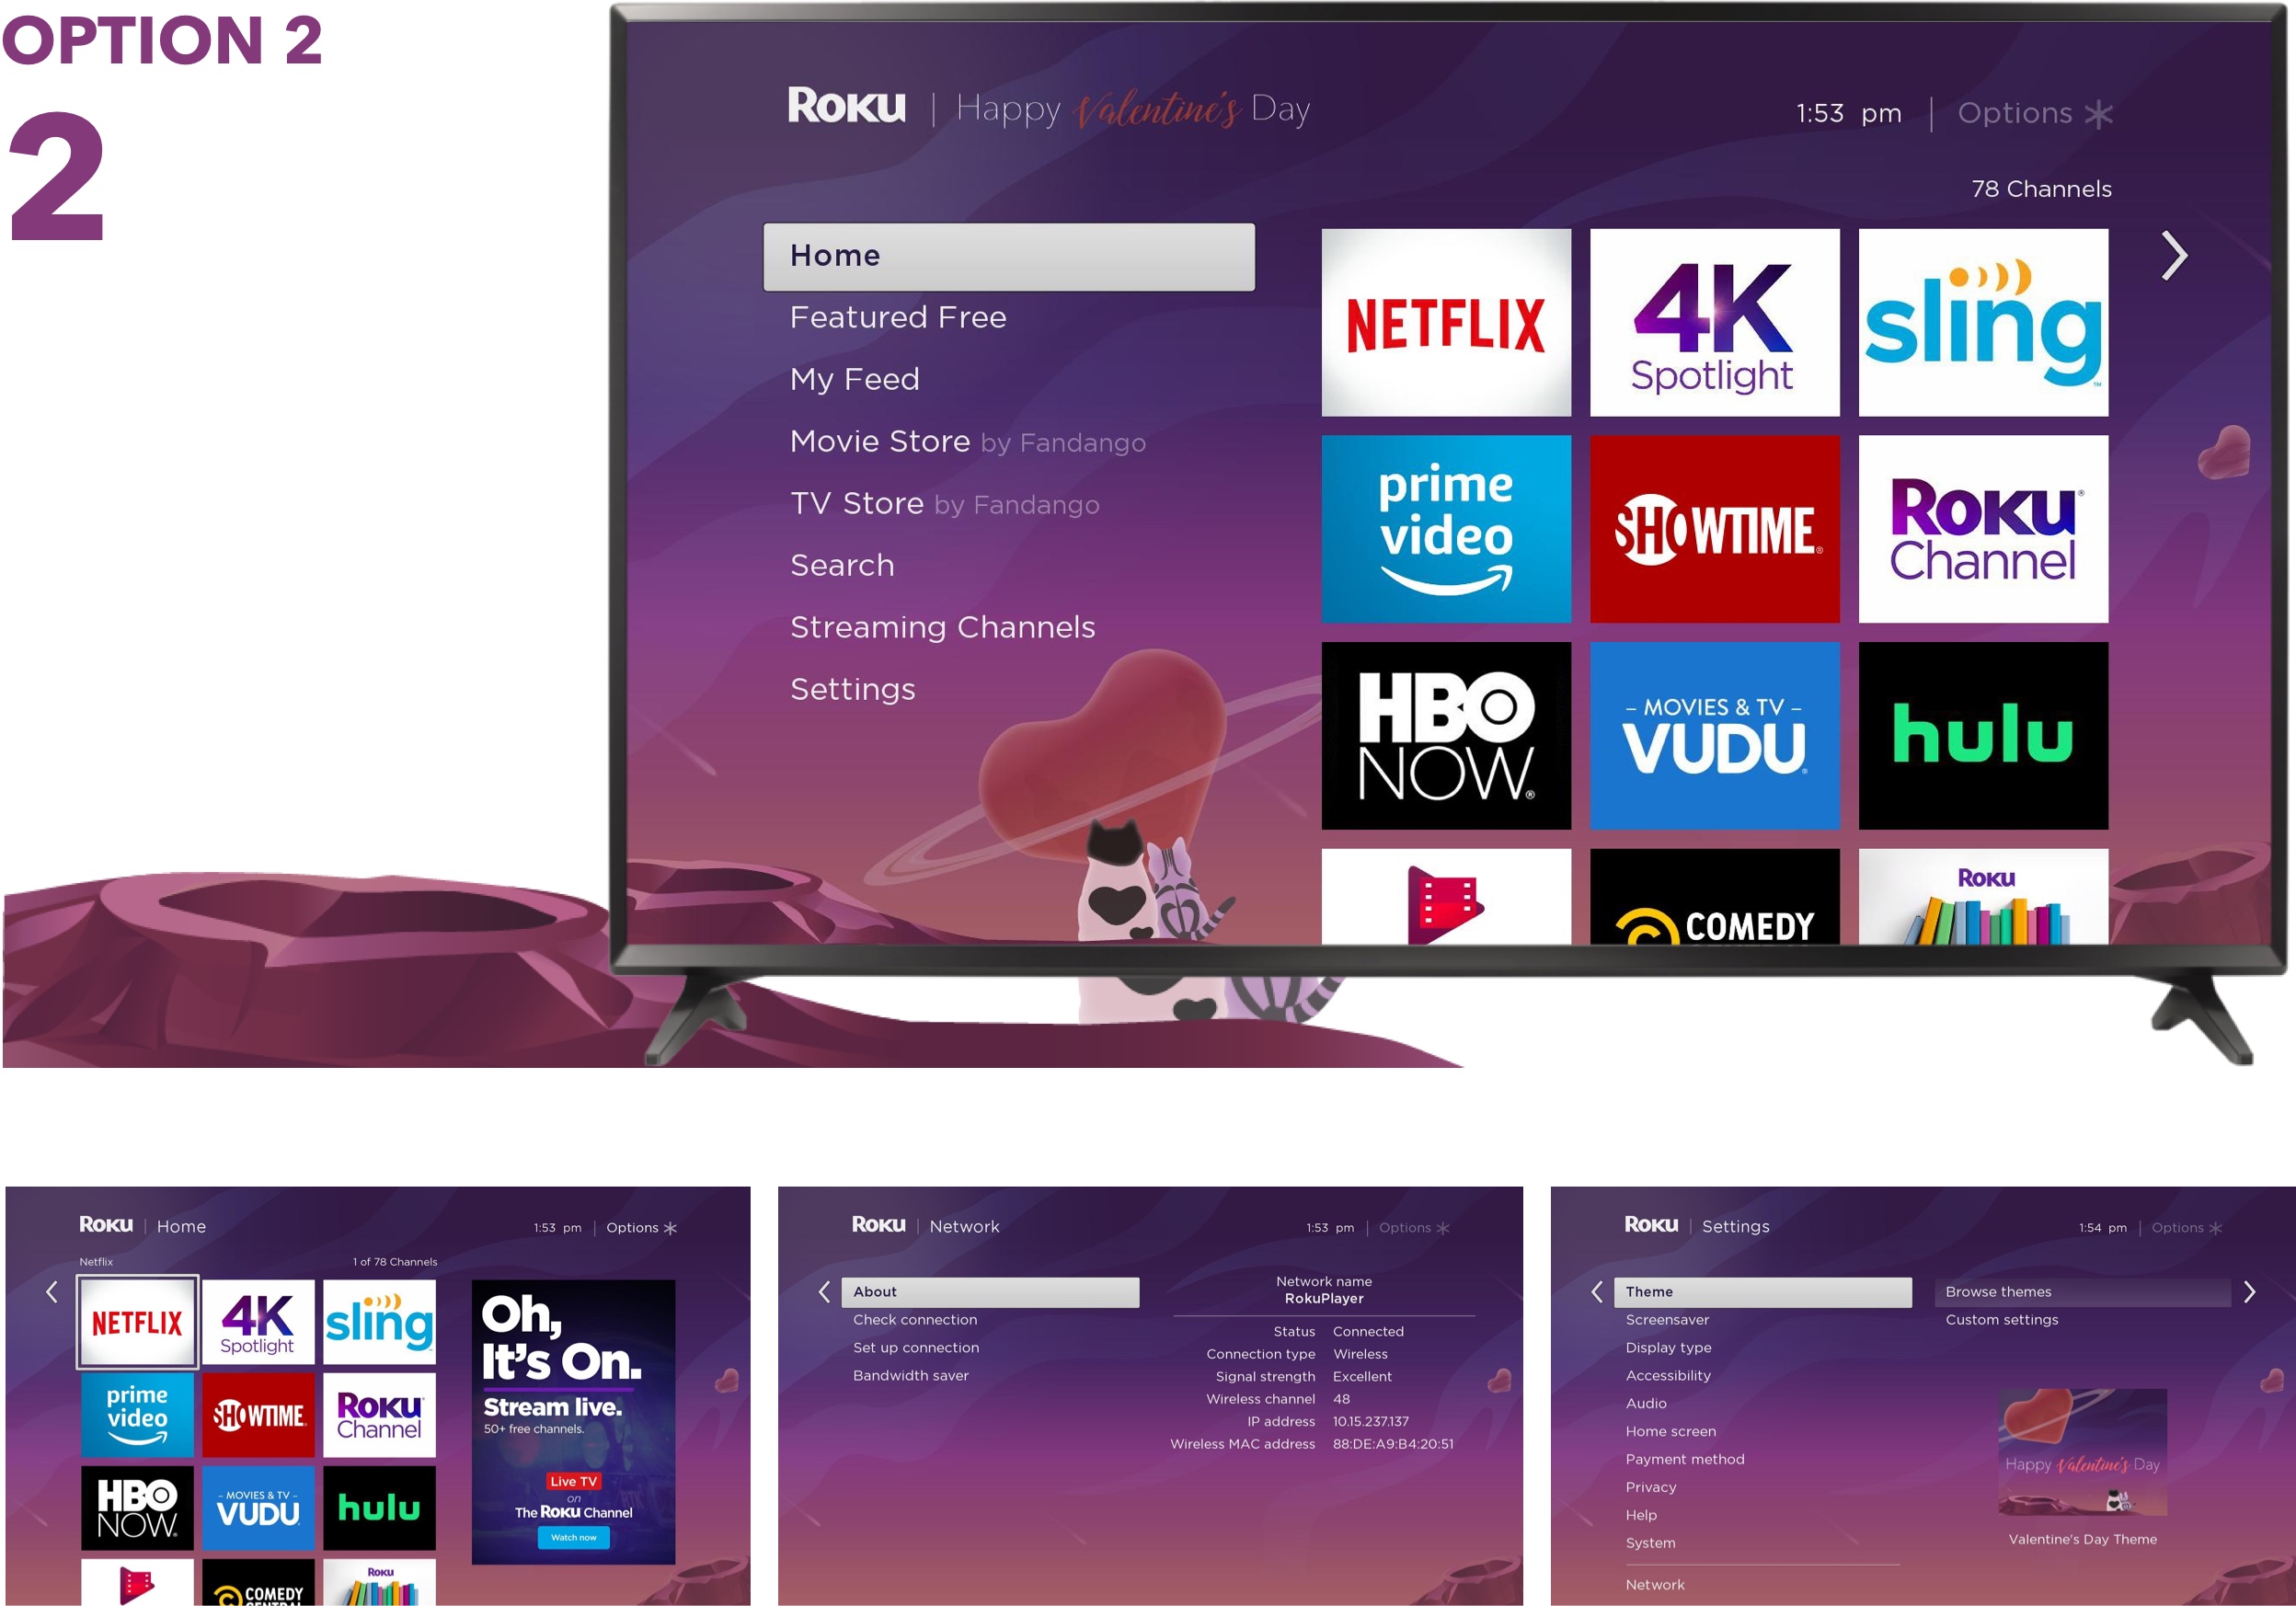 OPTION 2
2
Roku | Happy Valentine's Day
1:53 pm | Options
78 Channels
Home
Featured Free
My Feed
Movie Store by Fandango
TV Store by Fandango
Search
Streaming Channels
Settings
NETFLIX
4K
Spotlight
sling
prime
video
SHOWTIME
Roku
Channel
HBO
NOW
- MOVIES & TV -
VUDU
hulu
COMEDY
Roku
Roku | Home
1:53 pm | Options
Netflix
1 of 78 Channels
NETFLIX
4K
Spotlight
sling
prime
video
SHOWTIME
Roku
Channel
HBO
NOW
- MOVIES & TV -
VUDU
hulu
COMEDY
CENTRAL
Roku
Oh,
It's On.
Stream live.
50+ free channels.
Live TV
on
The Roku Channel
Watch now
Roku | Network
1:53 pm | Options
About
Check connection
Set up connection
Bandwidth saver
Network name
RokuPlayer
Status Connected
Connection type Wireless
Signal strength Excellent
Wireless channel 48
IP address 10.15.237.137
Wireless MAC address 88:DE:A9:B4:20:51
Roku | Settings
1:54 pm | Options
Theme
Screensaver
Display type
Accessibility
Audio
Home screen
Payment method
Privacy
Help
System
Network
Browse themes
Custom settings
Happy Valentine's Day
Valentine's Day Theme